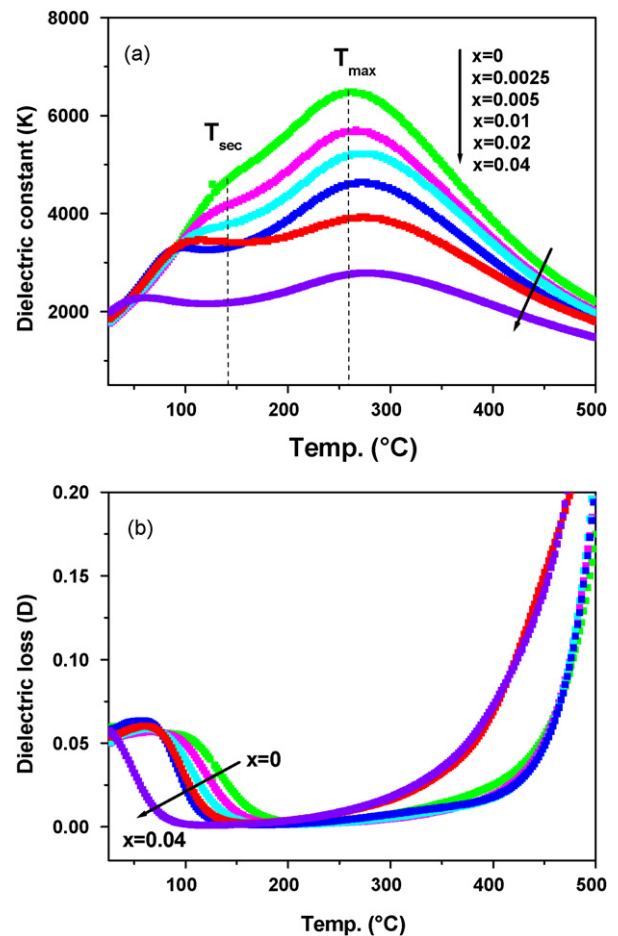 (a)
8000
6000
4000
2000
Dielectric constant (K)
T_sec
T_max
x=0
x=0.0025
x=0.005
x=0.01
x=0.02
x=0.04
100 200 300 400 500
Temp. (°C)
(b)
0.20
0.15
0.10
0.05
0.00
Dielectric loss (D)
x=0
x=0.04
100 200 300 400 500
Temp. (°C)